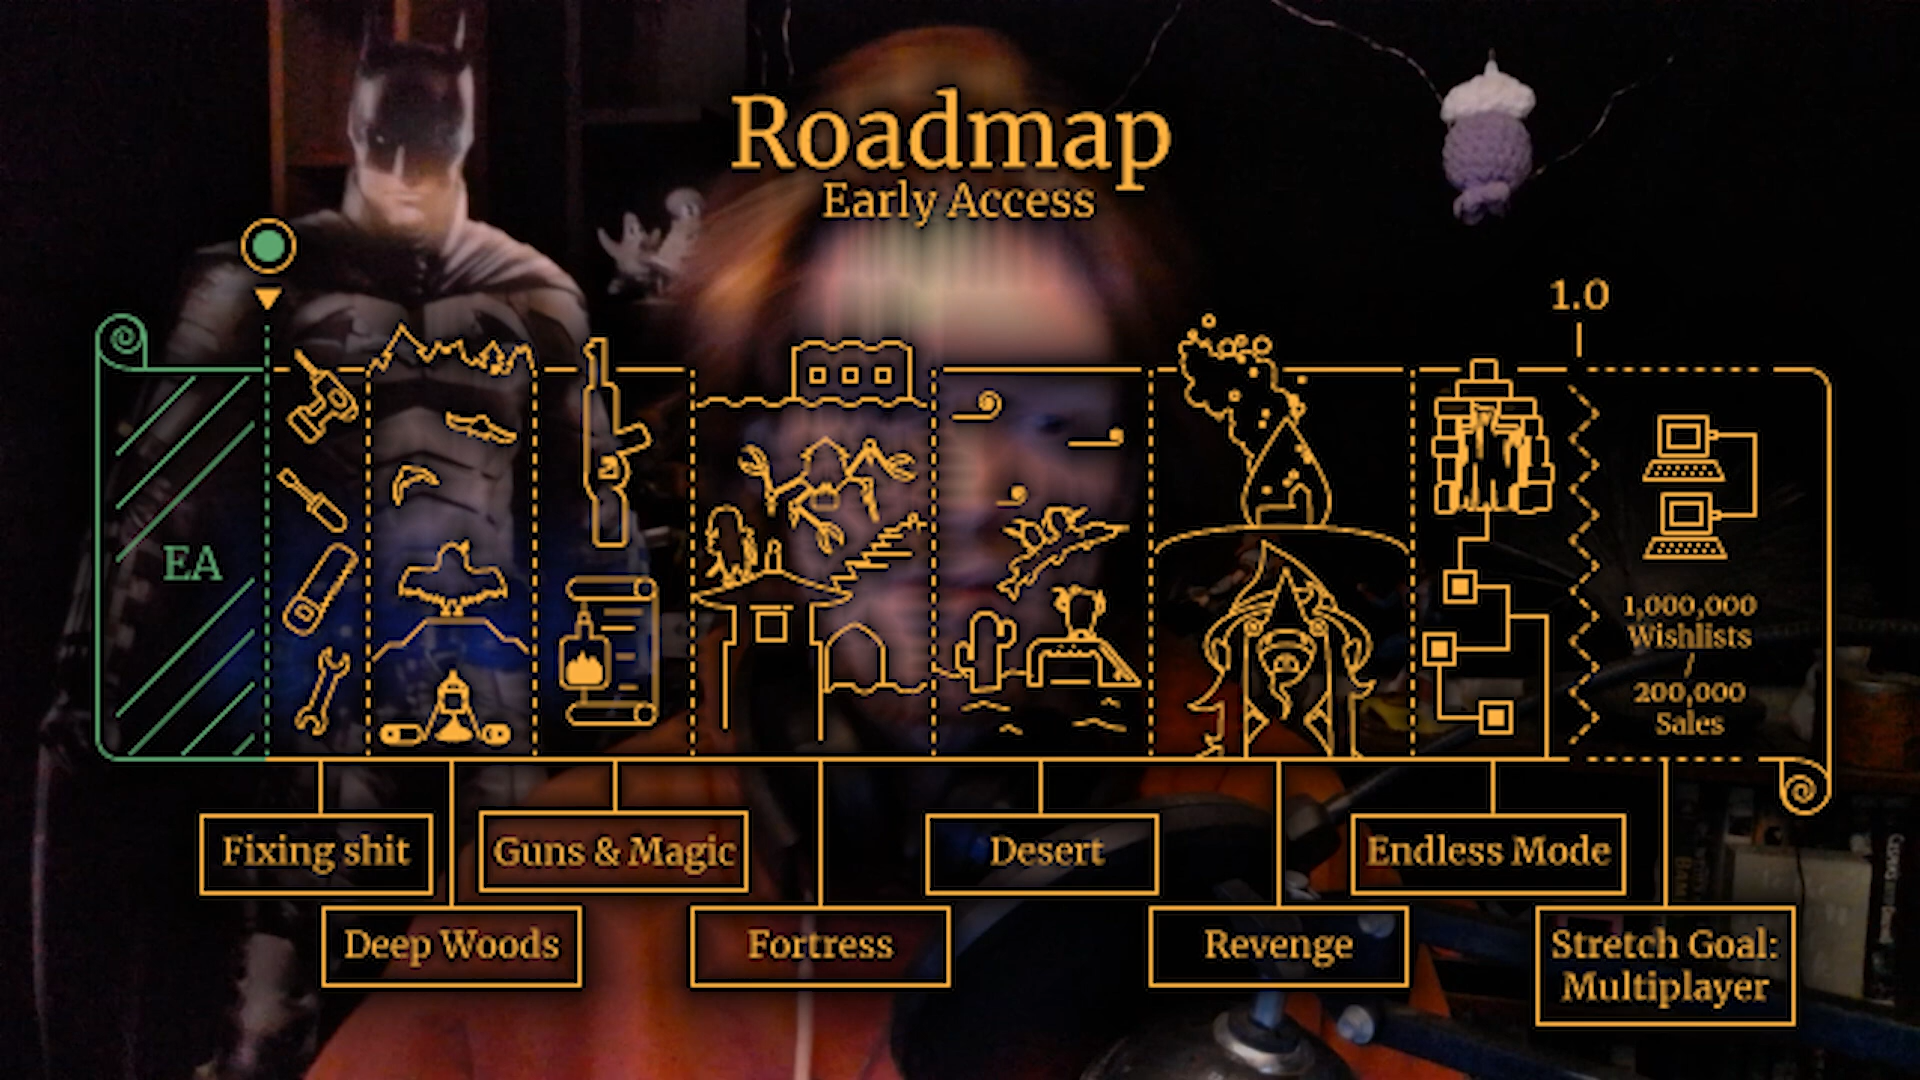 Roadmap
Early Access
1.0
EA
1,000,000
Wishlists
/
200,000
Sales
Fixing shit
Guns & Magic
Desert
Endless Mode
Deep Woods
Fortress
Revenge
Stretch Goal:
Multiplayer